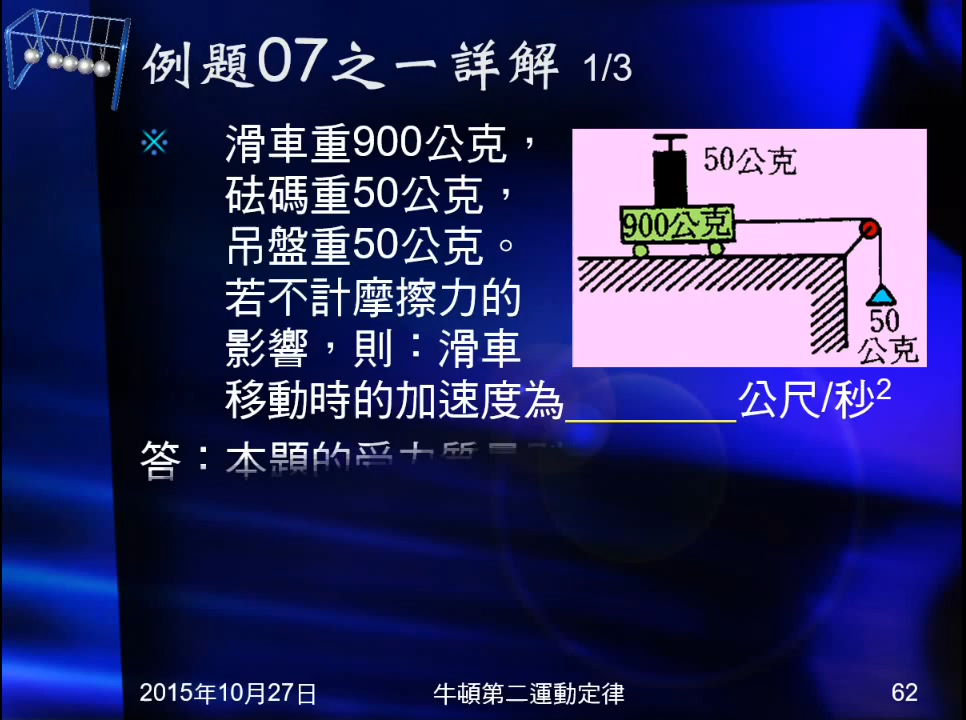 例題07之一詳解 1/3
※ 滑車重900公克，
砝碼重50公克，
吊盤重50公克。
若不計摩擦力的
影響，則：滑車
移動時的加速度為________公尺/秒²
50公克
900公克
50
公克
答：本題的受力質量
2015年10月27日
牛頓第二運動定律
62